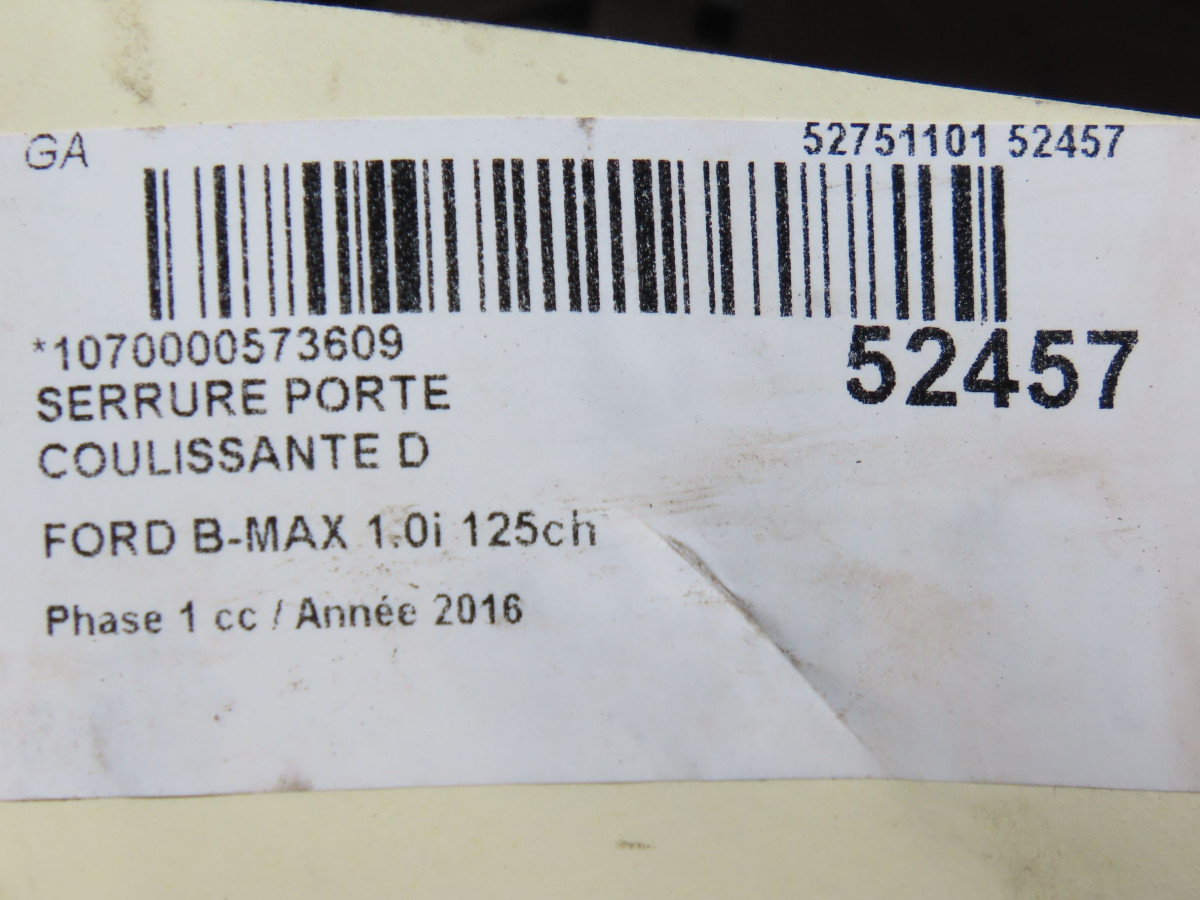 GA
52751101 52457
*1070000573609
52457
SERRURE PORTE
COULISSANTE D
FORD B-MAX 1.0i 125ch
Phase 1 cc / Année 2016